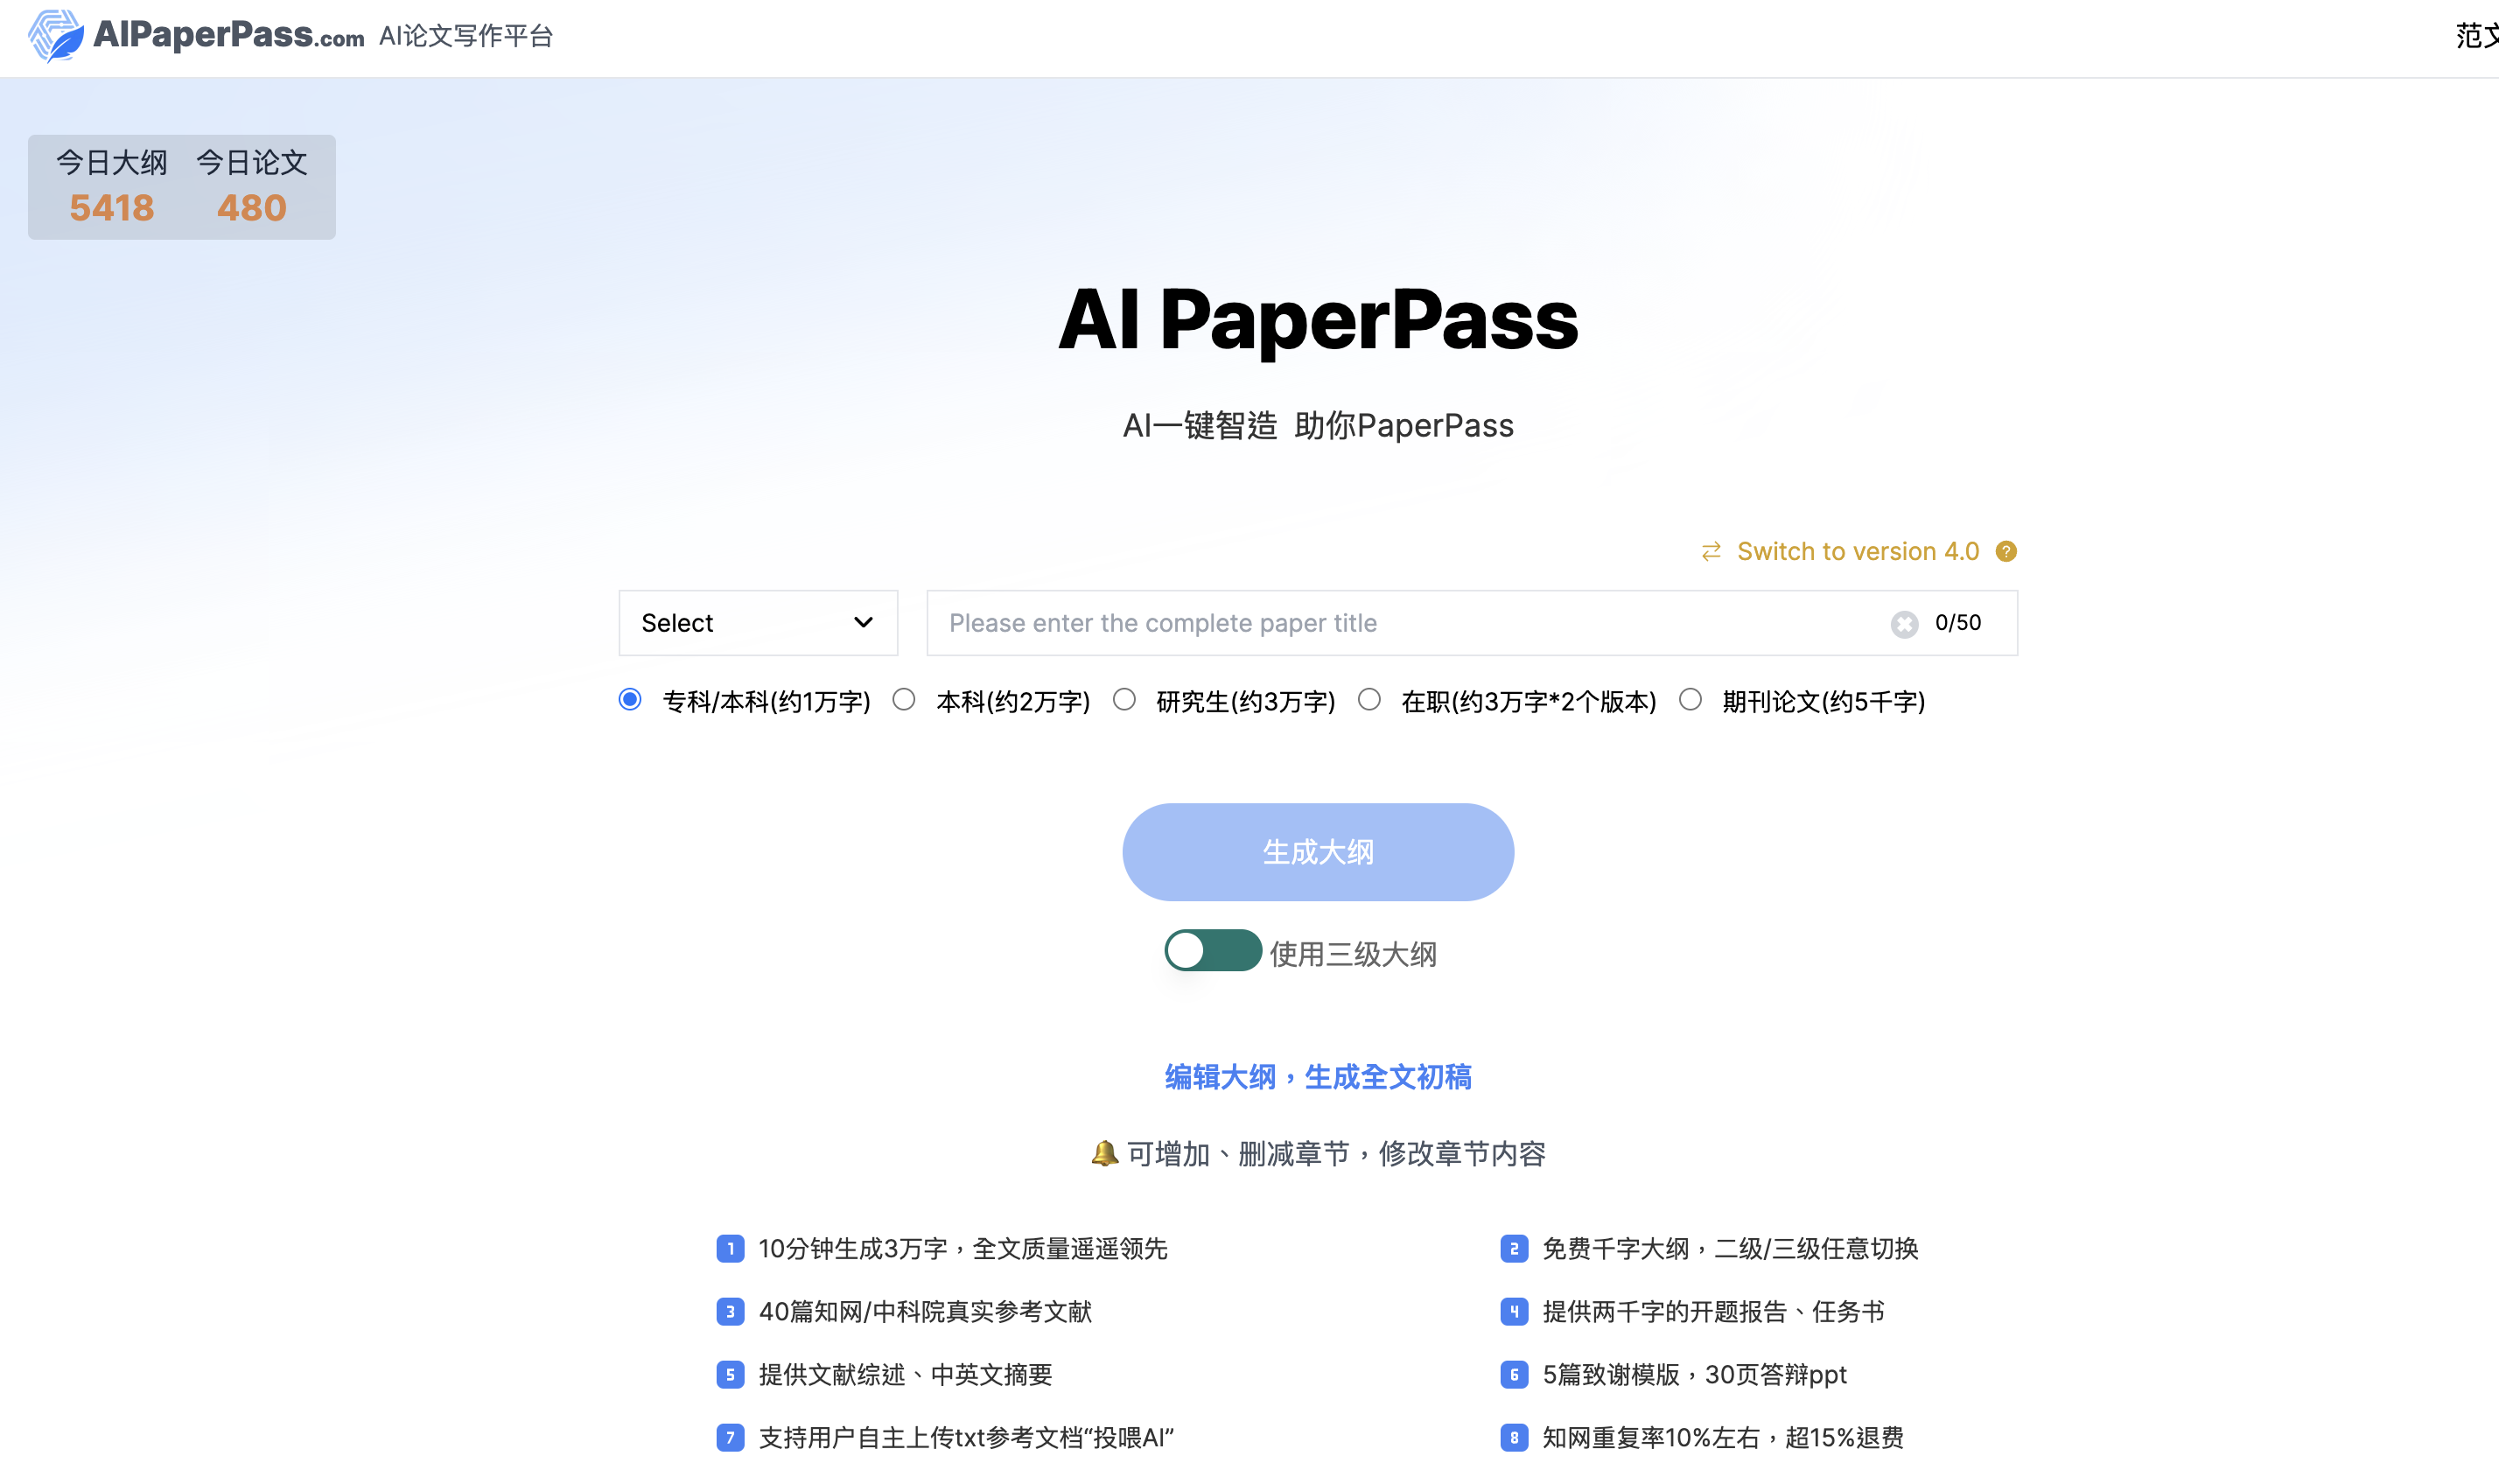 AIPaperPass.com AI论文写作平台
范文
今日大纲 今日论文
5418 480
AI PaperPass
AI一键智造 助你PaperPass
Switch to version 4.0 ?
Select Please enter the complete paper title 0/50
专科/本科(约1万字) 本科(约2万字) 研究生(约3万字) 在职(约3万字*2个版本) 期刊论文(约5千字)
生成大纲
使用三级大纲
编辑大纲，生成全文初稿
可增加、删减章节，修改章节内容
1 10分钟生成3万字，全文质量遥遥领先
2 免费千字大纲，二级/三级任意切换
3 40篇知网/中科院真实参考文献
4 提供两千字的开题报告、任务书
5 提供文献综述、中英文摘要
6 5篇致谢模版，30页答辩ppt
7 支持用户自主上传txt参考文档“投喂AI”
8 知网重复率10%左右，超15%退费